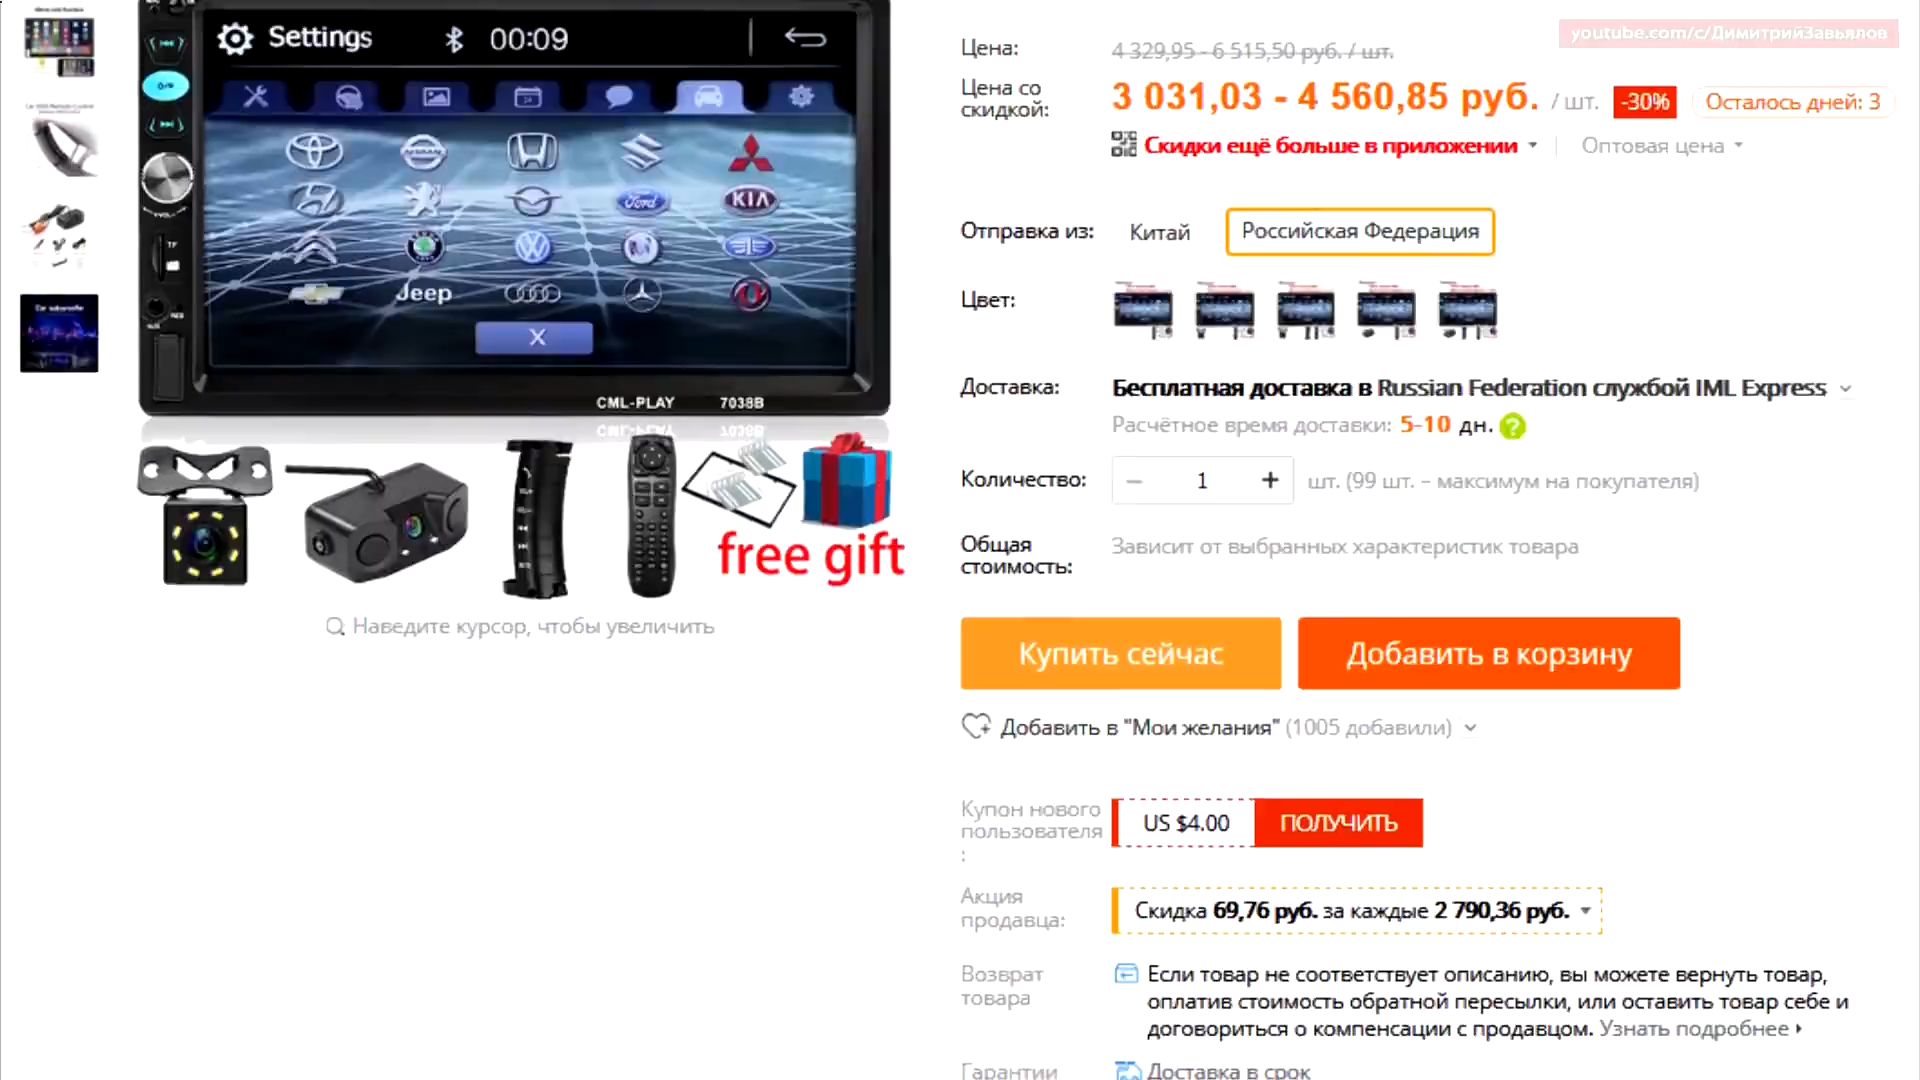 Settings
00:09
Ford
KIA
Jeep
X
TF
CML-PLAY 7038B
free gift
Наведите курсор, чтобы увеличить
youtube.com/c/ДимитрийЗавьялов
Цена: 4 329,95 - 6 515,50 руб. / шт.
Цена со скидкой: 3 031,03 - 4 560,85 руб. / шт. -30% Осталось дней: 3
Скидки ещё больше в приложении Оптовая цена
Отправка из: Китай Российская Федерация
Цвет:
Доставка: Бесплатная доставка в Russian Federation службой IML Express
Расчётное время доставки: 5-10 дн. ?
Количество: − 1 + шт. (99 шт. – максимум на покупателя)
Общая стоимость: Зависит от выбранных характеристик товара
Купить сейчас Добавить в корзину
Добавить в "Мои желания" (1005 добавили)
Купон нового пользователя : US $4.00 ПОЛУЧИТЬ
Акция продавца: Скидка 69,76 руб. за каждые 2 790,36 руб.
Возврат товара Если товар не соответствует описанию, вы можете вернуть товар,
оплатив стоимость обратной пересылки, или оставить товар себе и
договориться о компенсации с продавцом. Узнать подробнее
Гарантии Доставка в срок